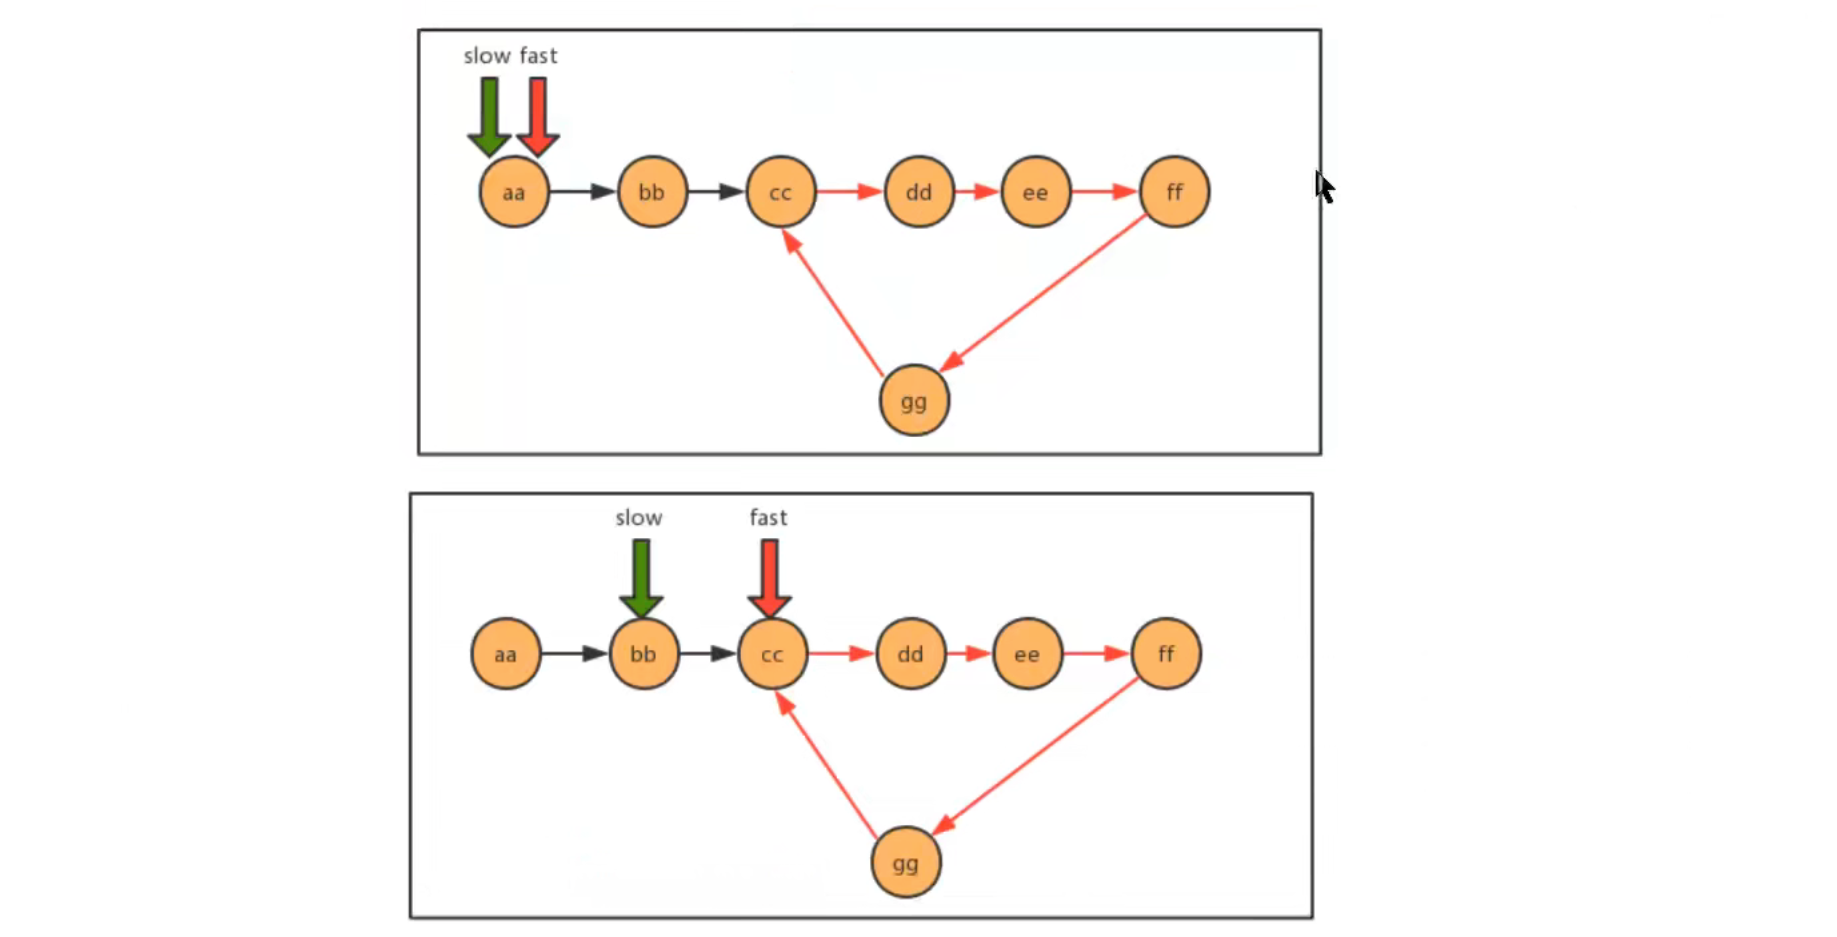 slow fast
aa bb cc dd ee ff
gg
slow fast
aa bb cc dd ee ff
gg